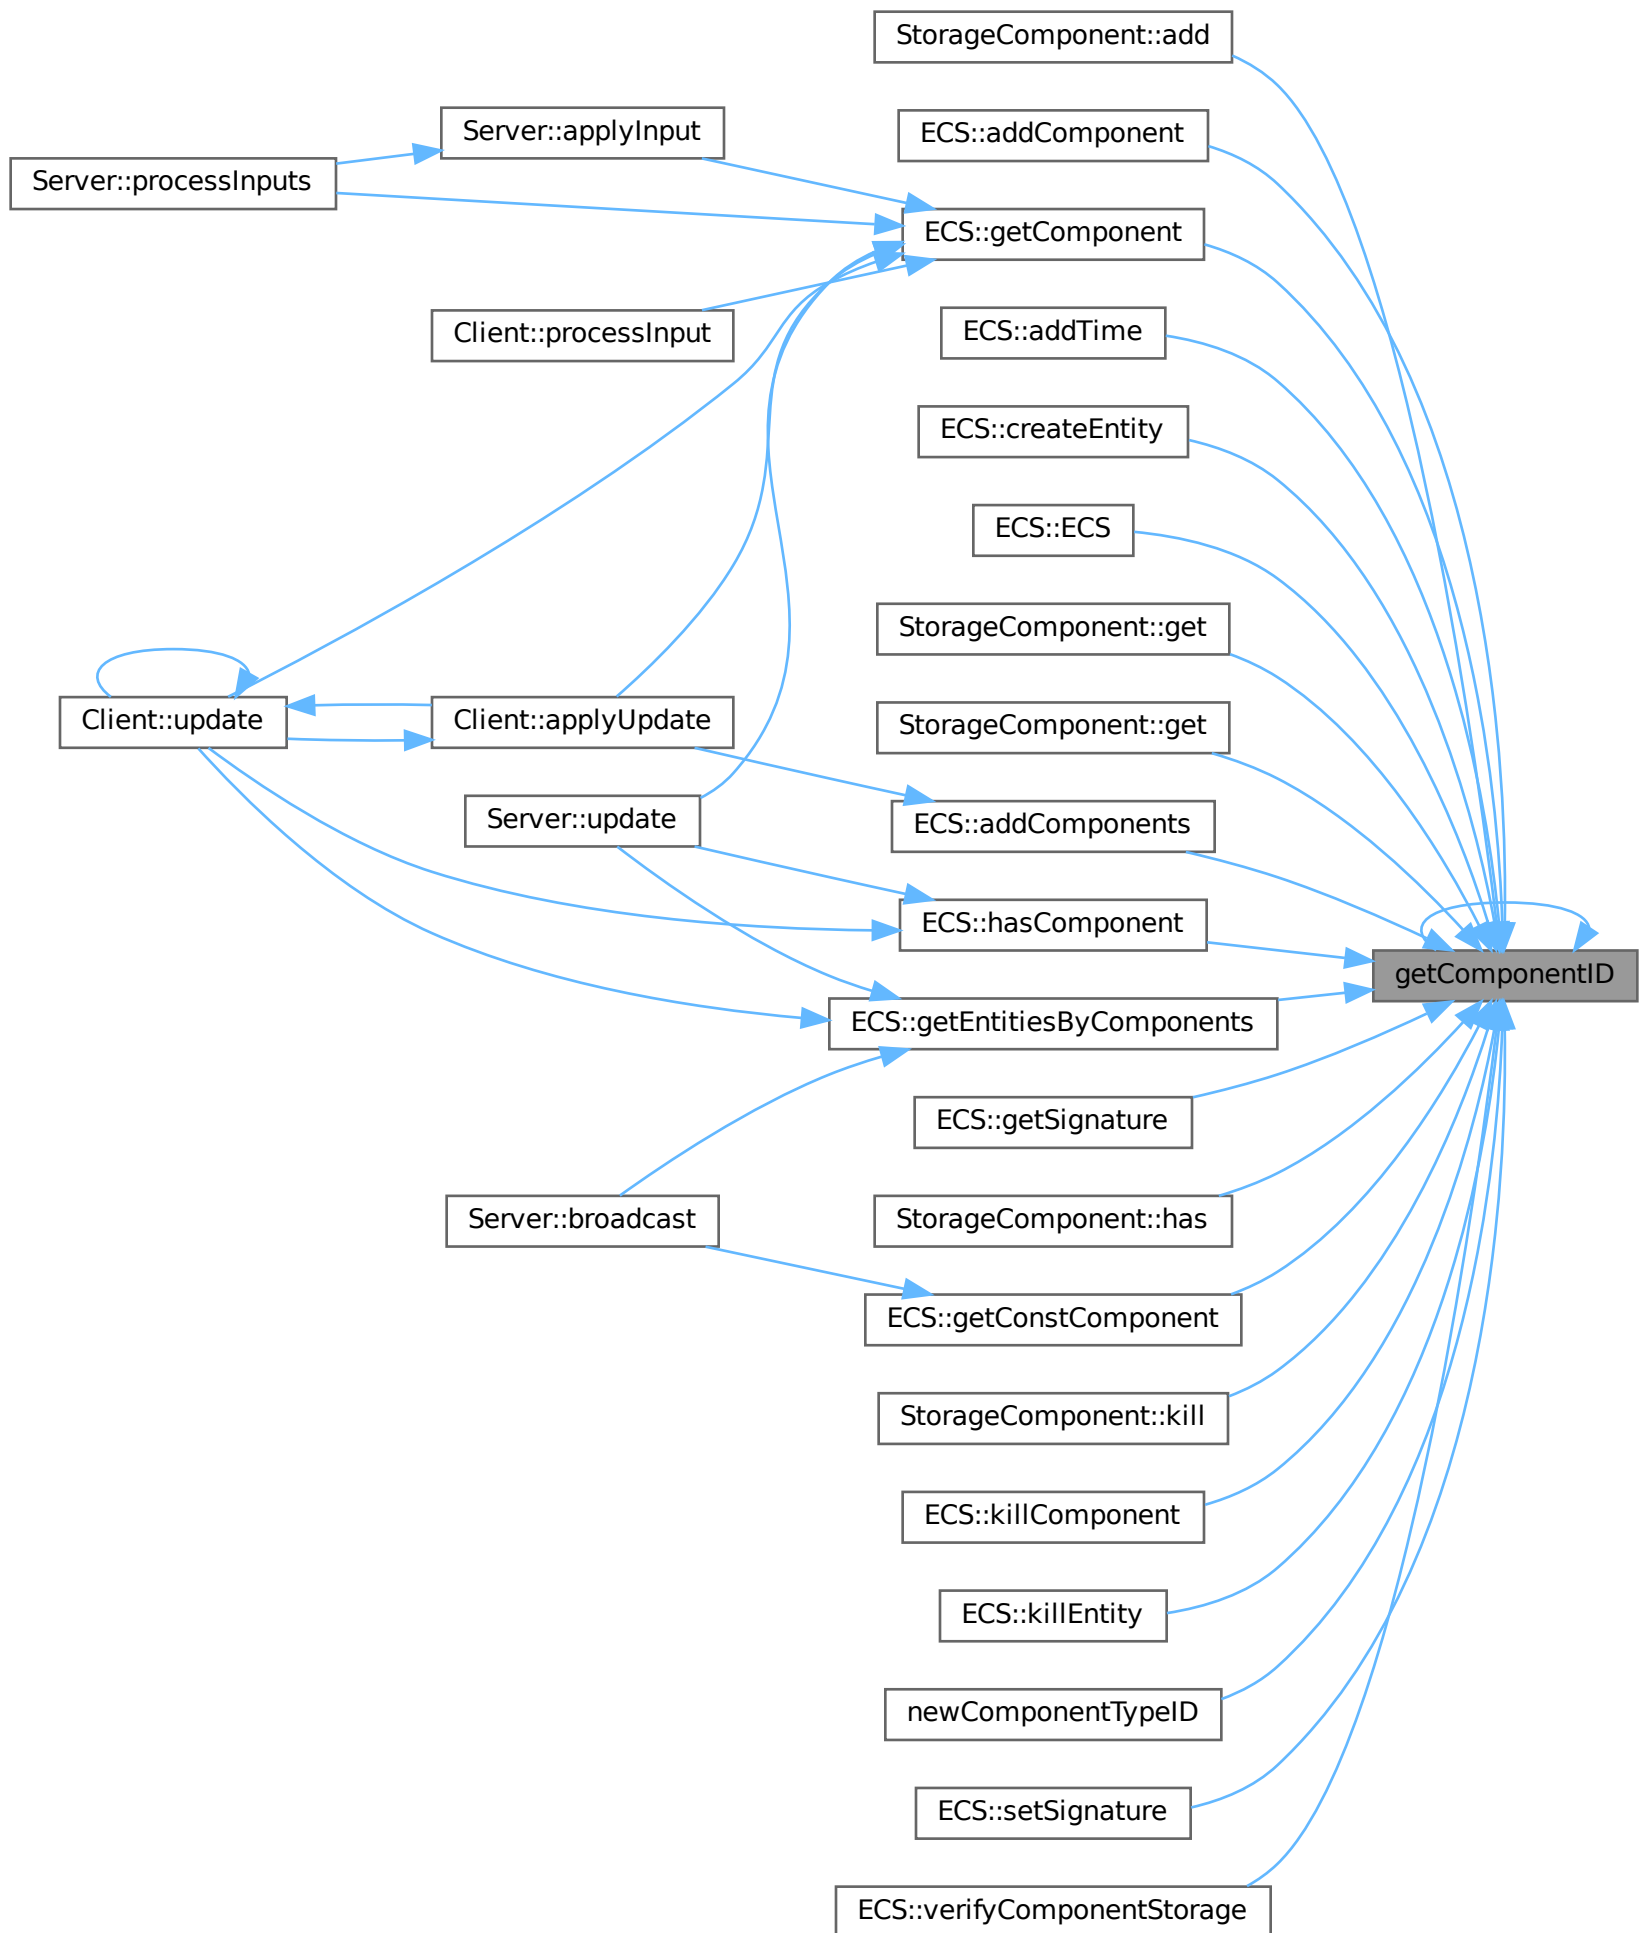 StorageComponent::add
Server::applyInput
ECS::addComponent
Server::processInputs
ECS::getComponent
Client::processInput
ECS::addTime
ECS::createEntity
ECS::ECS
StorageComponent::get
Client::update
Client::applyUpdate
StorageComponent::get
Server::update
ECS::addComponents
ECS::hasComponent
getComponentID
ECS::getEntitiesByComponents
ECS::getSignature
Server::broadcast
StorageComponent::has
ECS::getConstComponent
StorageComponent::kill
ECS::killComponent
ECS::killEntity
newComponentTypeID
ECS::setSignature
ECS::verifyComponentStorage